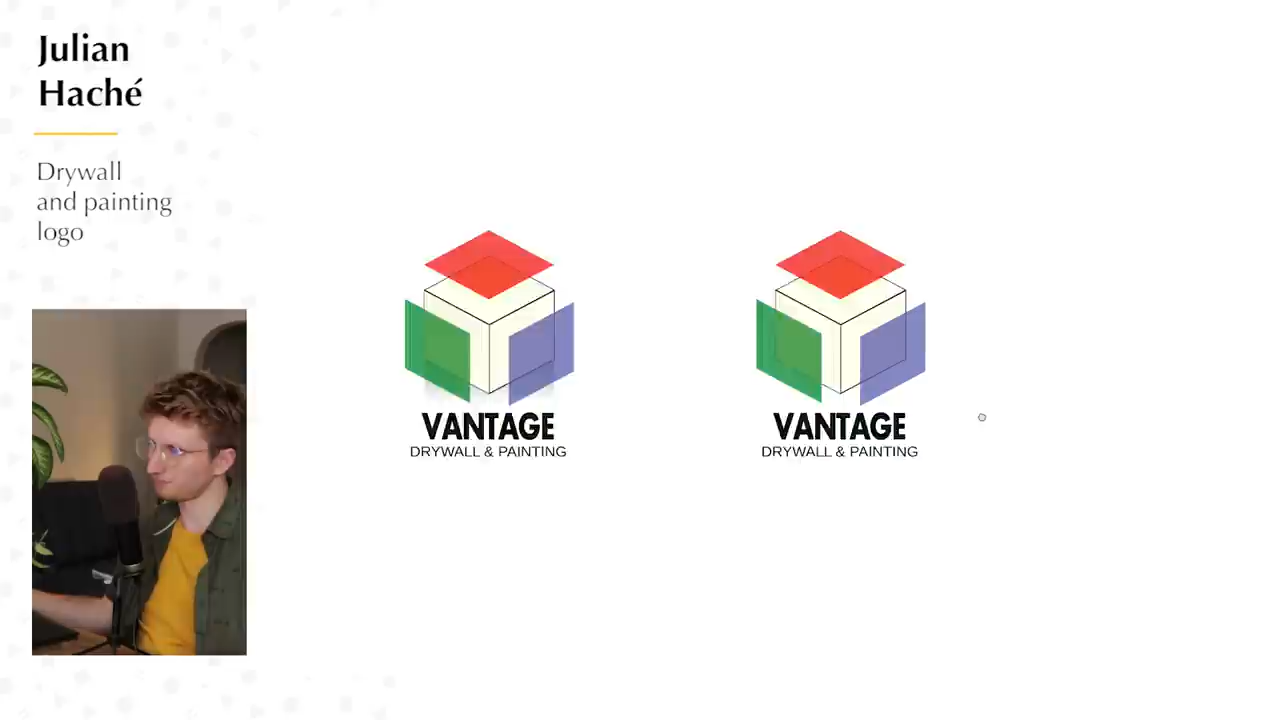 Julian
Haché
Drywall
and painting
logo
VANTAGE
DRYWALL & PAINTING
VANTAGE
DRYWALL & PAINTING